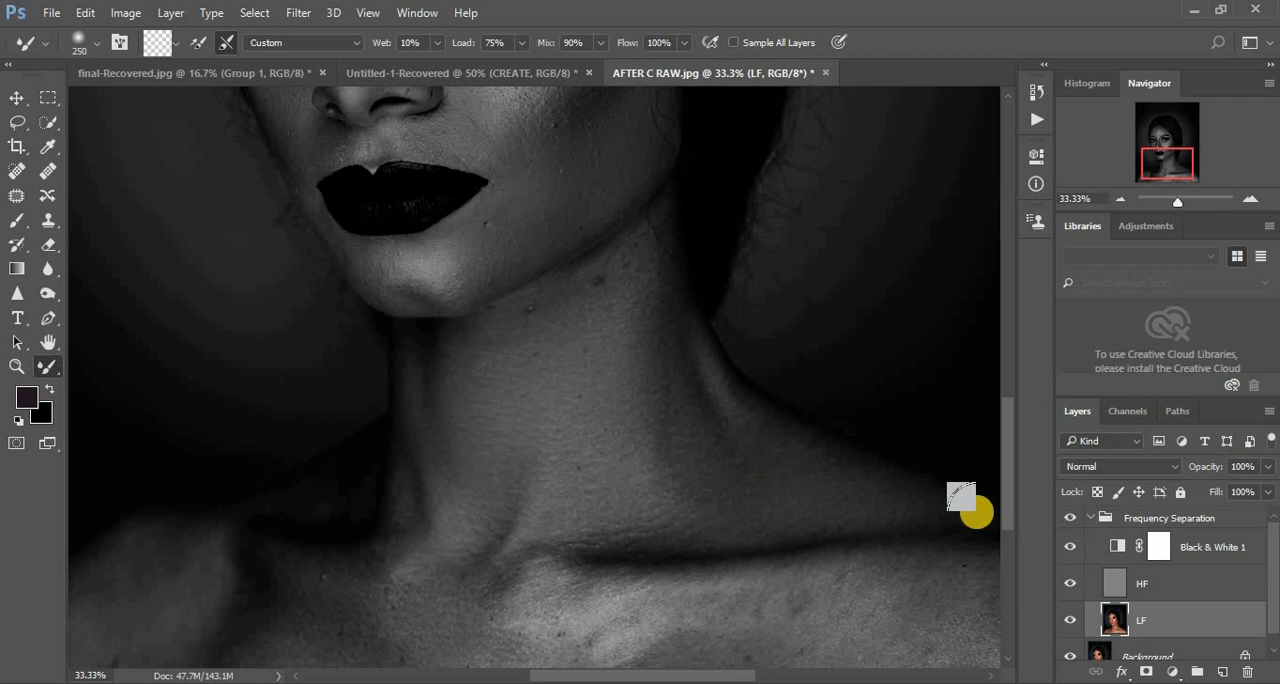 Ps File Edit Image Layer Type Select Filter 3D View Window Help
250 Custom Wet: 10% Load: 75% Mix: 90% Flow: 100% Sample All Layers
final-Recovered.jpg @ 16.7% (Group 1, RGB/8) * × Untitled-1-Recovered @ 50% (CREATE, RGB/8) * × AFTER C RAW.jpg @ 33.3% (LF, RGB/8*) * ×
Histogram Navigator
33.33%
Libraries Adjustments
Search Adobe Stock
To use Creative Cloud Libraries,
please install the Creative Cloud
Layers Channels Paths
Kind
Normal Opacity: 100%
Lock: Fill: 100%
Frequency Separation
Black & White 1
HF
LF
Background
33.33% Doc: 47.7M/143.1M